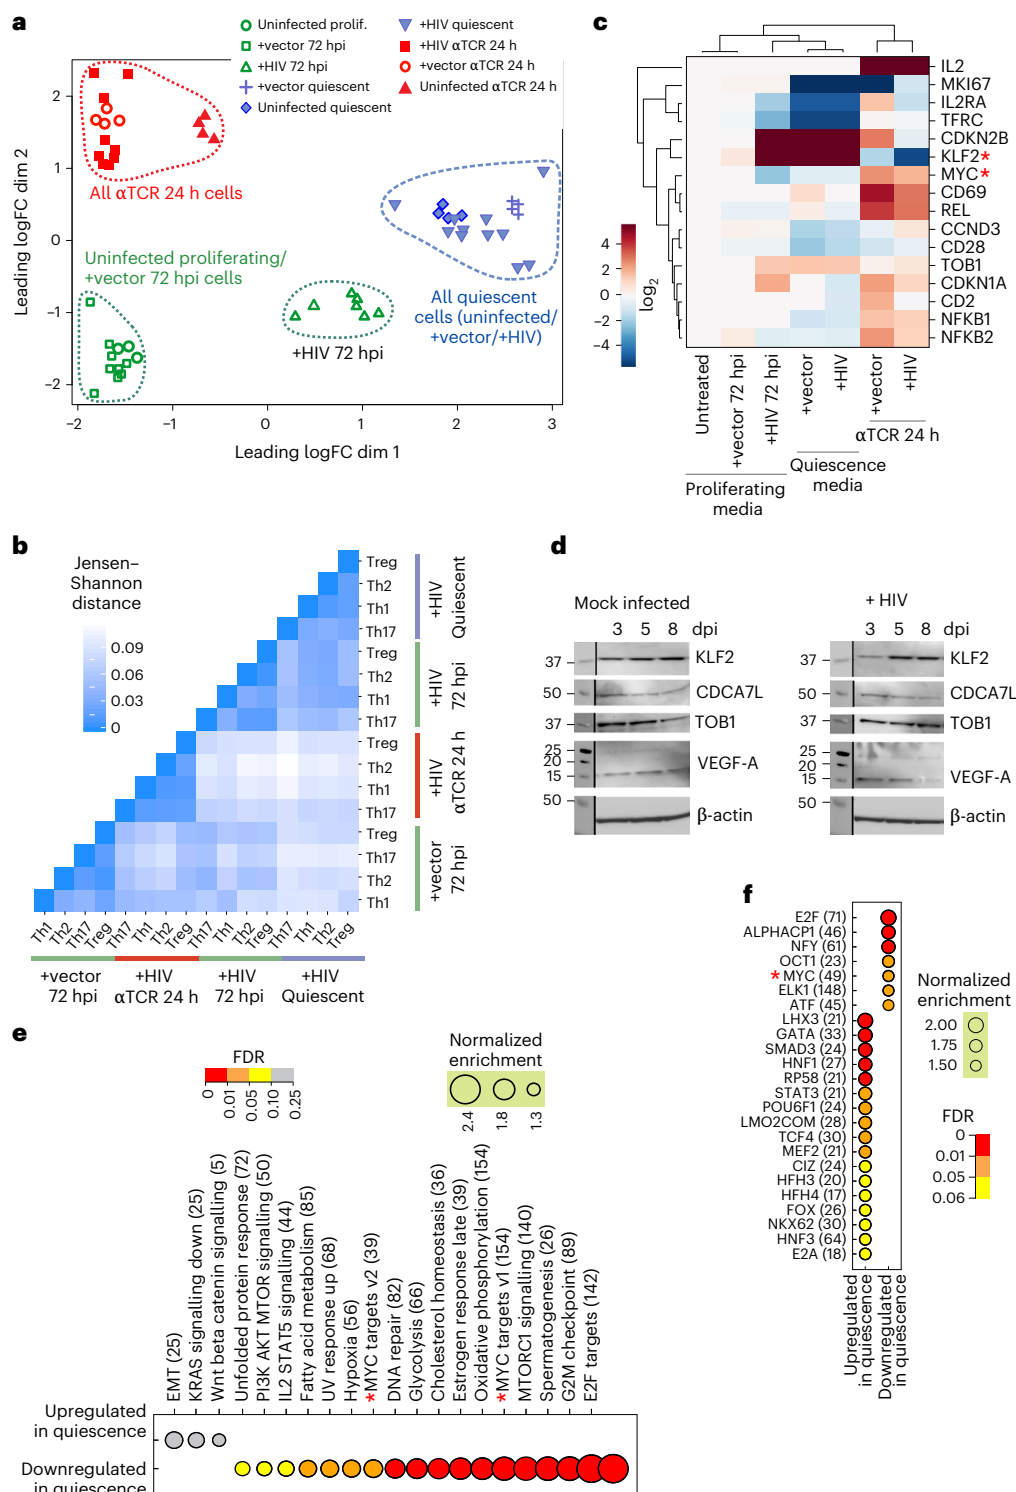 a
Uninfected prolif.
+vector 72 hpi
+HIV 72 hpi
+vector quiescent
Uninfected quiescent
+HIV quiescent
+HIV αTCR 24 h
+vector αTCR 24 h
Uninfected αTCR 24 h
Leading logFC dim 2
2
1
0
−1
−2
All αTCR 24 h cells
Uninfected proliferating/
+vector 72 hpi cells
+HIV 72 hpi
All quiescent
cells (uninfected/
+vector/+HIV)
−2
−1
0
1
2
3
Leading logFC dim 1
c
IL2
MKI67
IL2RA
TFRC
CDKN2B
KLF2*
MYC*
CD69
REL
CCND3
CD28
TOB1
CDKN1A
CD2
NFKB1
NFKB2
4
2
0
−2
−4
log2
Untreated
+vector 72 hpi
+HIV 72 hpi
+vector
+HIV
+vector
+HIV
αTCR 24 h
Quiescence
media
Proliferating
media
b
Jensen–
Shannon
distance
0.09
0.06
0.03
0
Treg
Th2
Th1
Th17
Treg
Th2
Th1
Th17
Treg
Th2
Th1
Th17
Treg
Th17
Th2
Th1
+HIV
Quiescent
+HIV
72 hpi
+HIV
αTCR 24 h
+vector
72 hpi
Th1
Th2
Th17
Treg
Th17
Th1
Th2
Treg
Th17
Th1
Th2
Treg
Th17
Th1
Th2
Treg
+vector
72 hpi
+HIV
αTCR 24 h
+HIV
72 hpi
+HIV
Quiescent
d
Mock infected
3 5 8 dpi
37
KLF2
50
CDCA7L
37
TOB1
25
20
15
VEGF-A
50
β-actin
+ HIV
3 5 8 dpi
37
KLF2
50
CDCA7L
37
TOB1
25
20
15
VEGF-A
50
β-actin
e
FDR
0
0.01
0.05
0.10
0.25
Normalized
enrichment
2.4
1.8
1.3
EMT (25)
KRAS signalling down (25)
Wnt beta catenin signalling (5)
Unfolded protein response (72)
PI3K AKT MTOR signalling (50)
IL2 STAT5 signalling (44)
Fatty acid metabolism (85)
UV response up (68)
Hypoxia (56)
*MYC targets v2 (39)
DNA repair (82)
Glycolysis (66)
Cholesterol homeostasis (36)
Estrogen response late (39)
Oxidative phosphorylation (154)
*MYC targets v1 (154)
MTORC1 signalling (140)
Spermatogenesis (26)
G2M checkpoint (89)
E2F targets (142)
Upregulated
in quiescence
Downregulated
in quiescence
f
E2F (71)
ALPHACP1 (46)
NFY (61)
OCT1 (23)
* MYC (49)
ELK1 (148)
ATF (45)
LHX3 (21)
GATA (33)
SMAD3 (24)
HNF1 (27)
RP58 (21)
STAT3 (21)
POU6F1 (24)
LMO2COM (28)
TCF4 (30)
MEF2 (21)
CIZ (24)
HFH3 (20)
HFH4 (17)
FOX (26)
NKX62 (30)
HNF3 (64)
E2A (18)
Upregulated
in quiescence
Downregulated
in quiescence
Normalized
enrichment
2.00
1.75
1.50
FDR
0
0.01
0.05
0.06